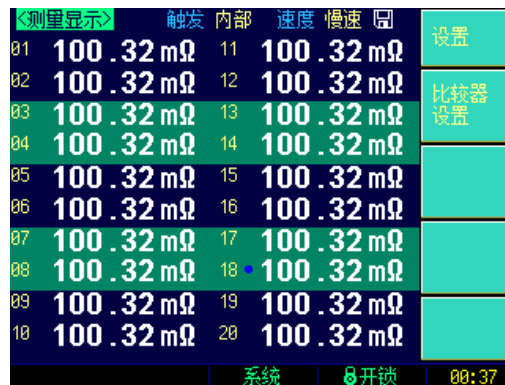 <测量显示> 触发 内部 速度 慢速
设置
01 100.32mΩ 11 100.32mΩ
02 100.32mΩ 12 100.32mΩ
比较器
设置
03 100.32mΩ 13 100.32mΩ
04 100.32mΩ 14 100.32mΩ
05 100.32mΩ 15 100.32mΩ
06 100.32mΩ 16 100.32mΩ
07 100.32mΩ 17 100.32mΩ
08 100.32mΩ 18 100.32mΩ
09 100.32mΩ 19 100.32mΩ
10 100.32mΩ 20 100.32mΩ
系统 开锁 00:37